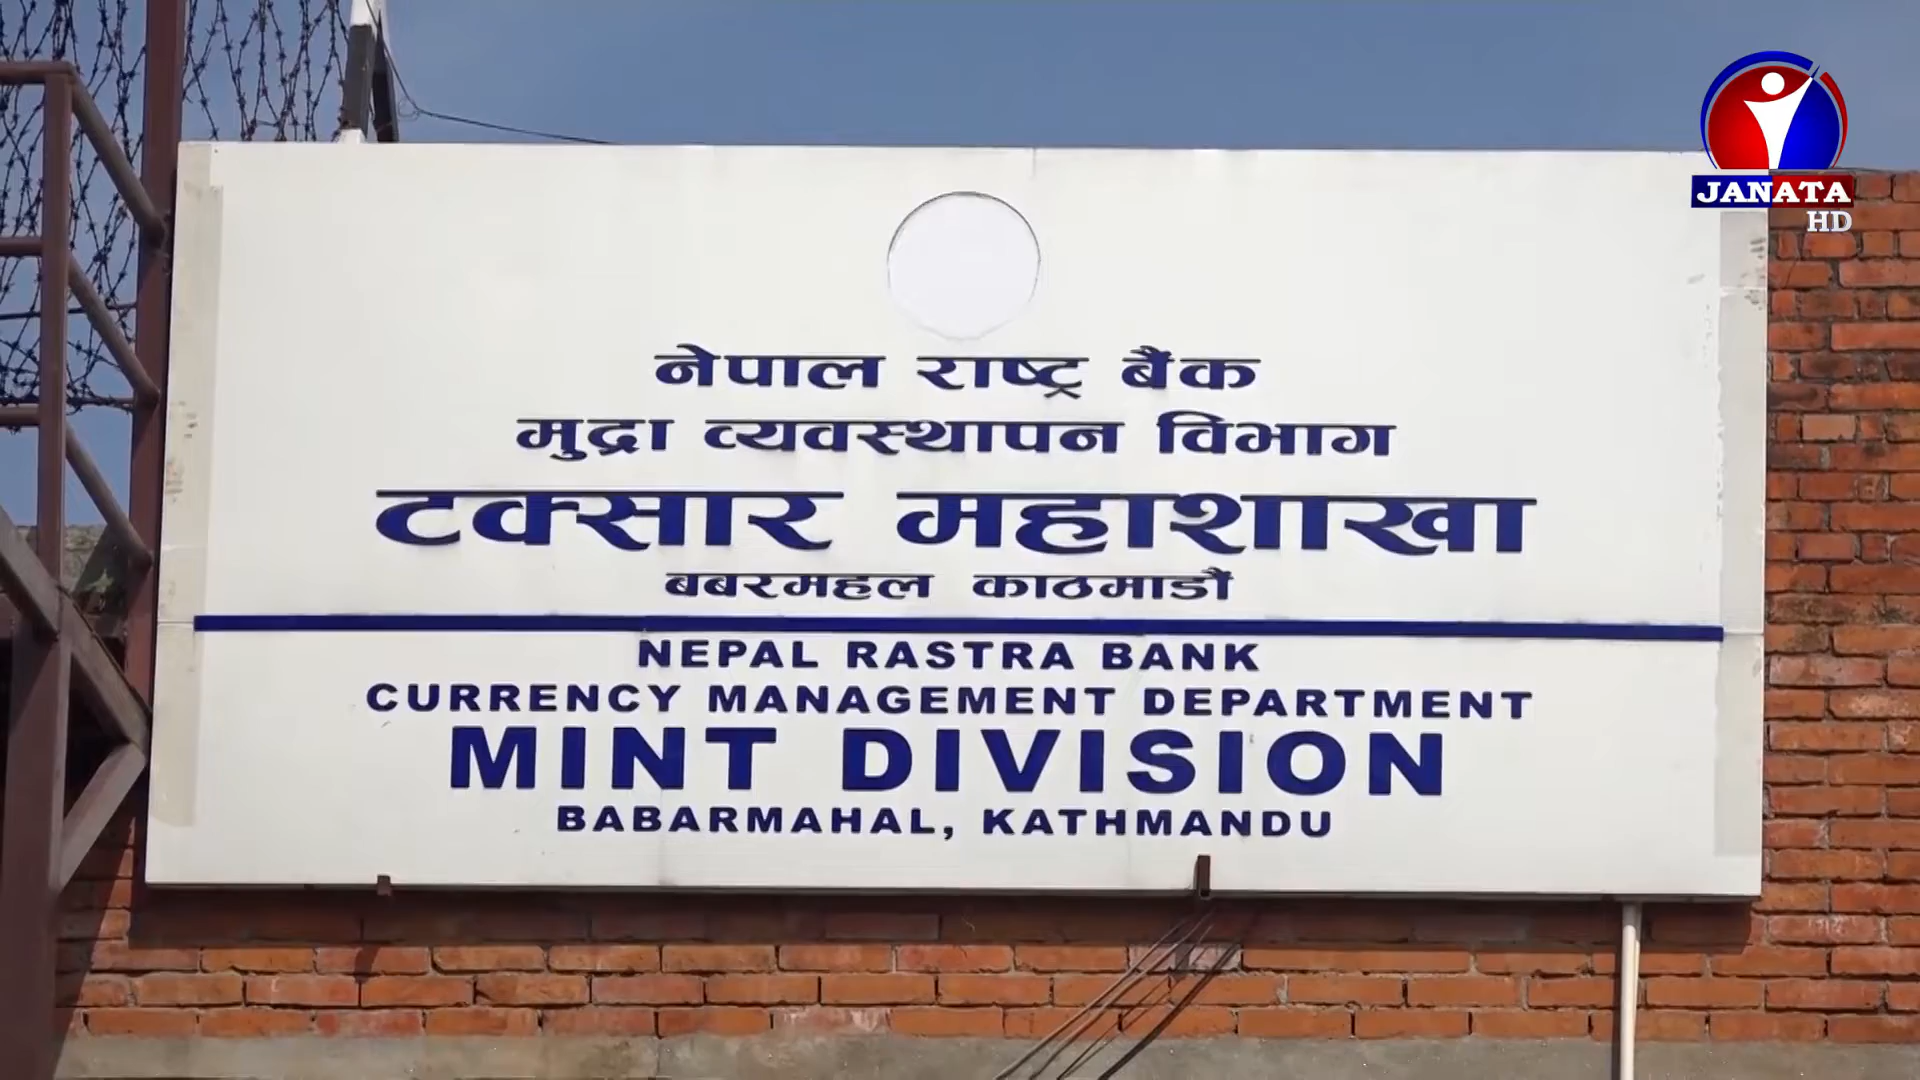 JANATA
HD
नेपाल राष्ट्र बैंक
मुद्रा व्यवस्थापन विभाग
टक्सार महाशाखा
बबरमहल काठमाडौं
NEPAL RASTRA BANK
CURRENCY MANAGEMENT DEPARTMENT
MINT DIVISION
BABARMAHAL, KATHMANDU